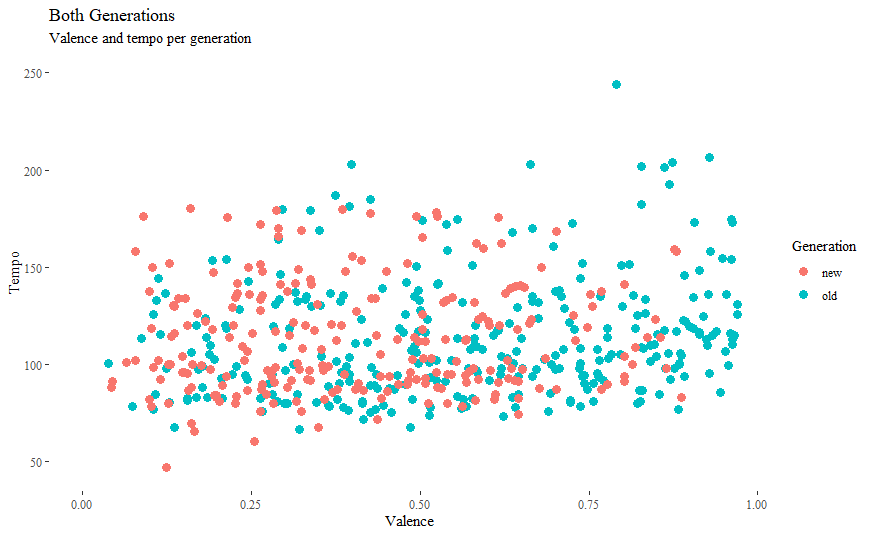 Both Generations
Valence and tempo per generation
250
200
150
100
50
Tempo
0.00
0.25
0.50
0.75
1.00
Valence
Generation
new
old